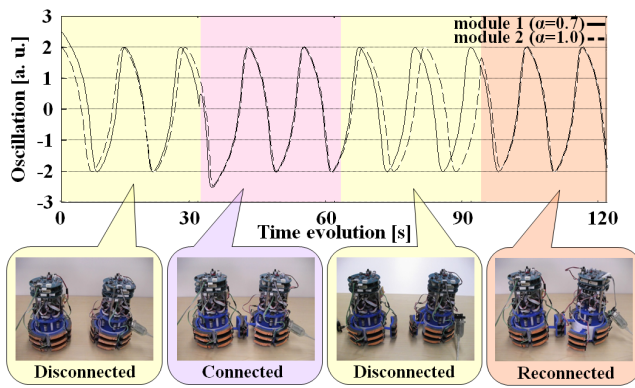 3
module 1 (α=0.7)
module 2 (α=1.0)
2
1
0
-1
-2
-3
Oscillation [a. u.]
0
30
60
90
120
Time evolution [s]
Disconnected
Connected
Disconnected
Reconnected